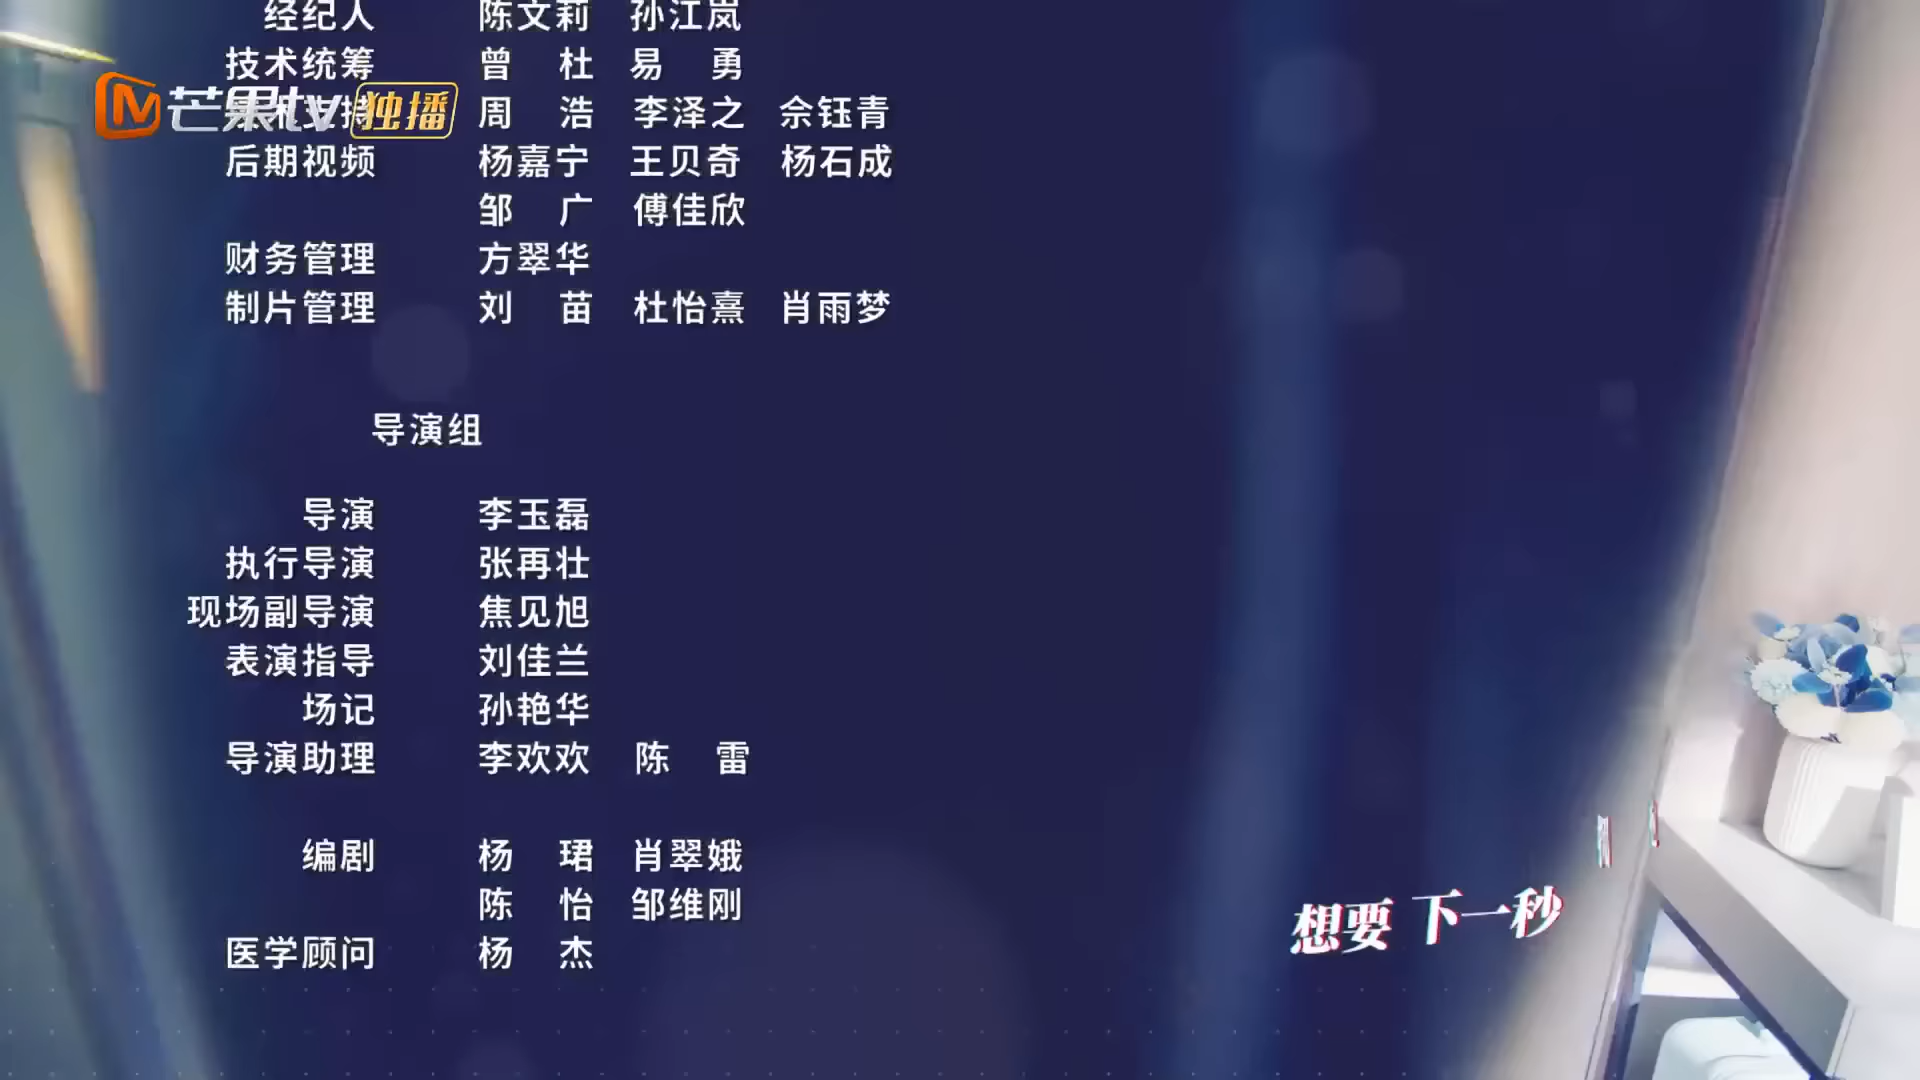 经纪人 陈文莉 孙江岚
技术统筹 曾 杜 易 勇
芒果tv 独播
周 浩 李泽之 佘钰青
后期视频 杨嘉宁 王贝奇 杨石成
邹 广 傅佳欣
财务管理 方翠华
制片管理 刘 苗 杜怡熹 肖雨梦
导演组
导演 李玉磊
执行导演 张再壮
现场副导演 焦见旭
表演指导 刘佳兰
场记 孙艳华
导演助理 李欢欢 陈 雷
编剧 杨 珺 肖翠娥
陈 怡 邹维刚
医学顾问 杨 杰
想要 下一秒